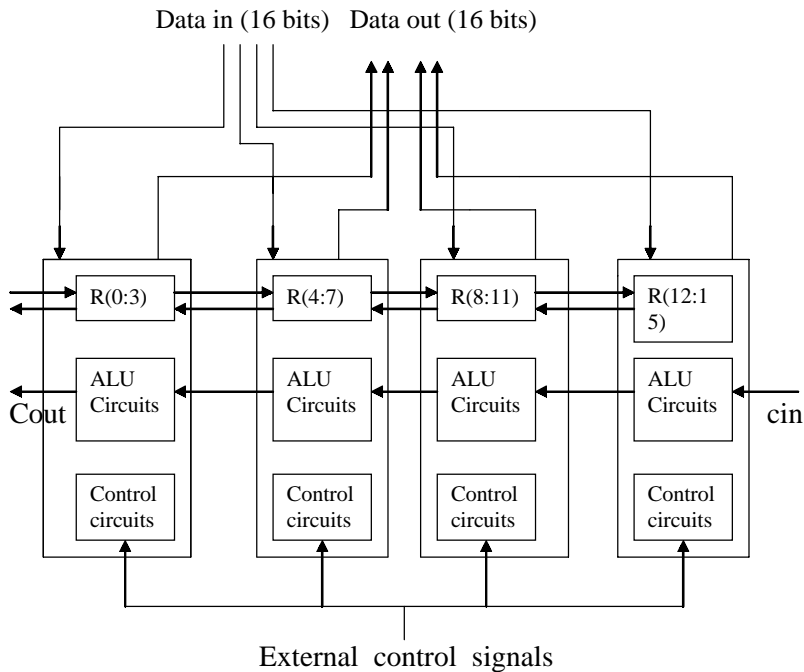 Data in (16 bits) Data out (16 bits)
R(0:3)
R(4:7)
R(8:11)
R(12:1
5)
ALU
Circuits
ALU
Circuits
ALU
Circuits
ALU
Circuits
Cout
cin
Control
circuits
Control
circuits
Control
circuits
Control
circuits
External control signals